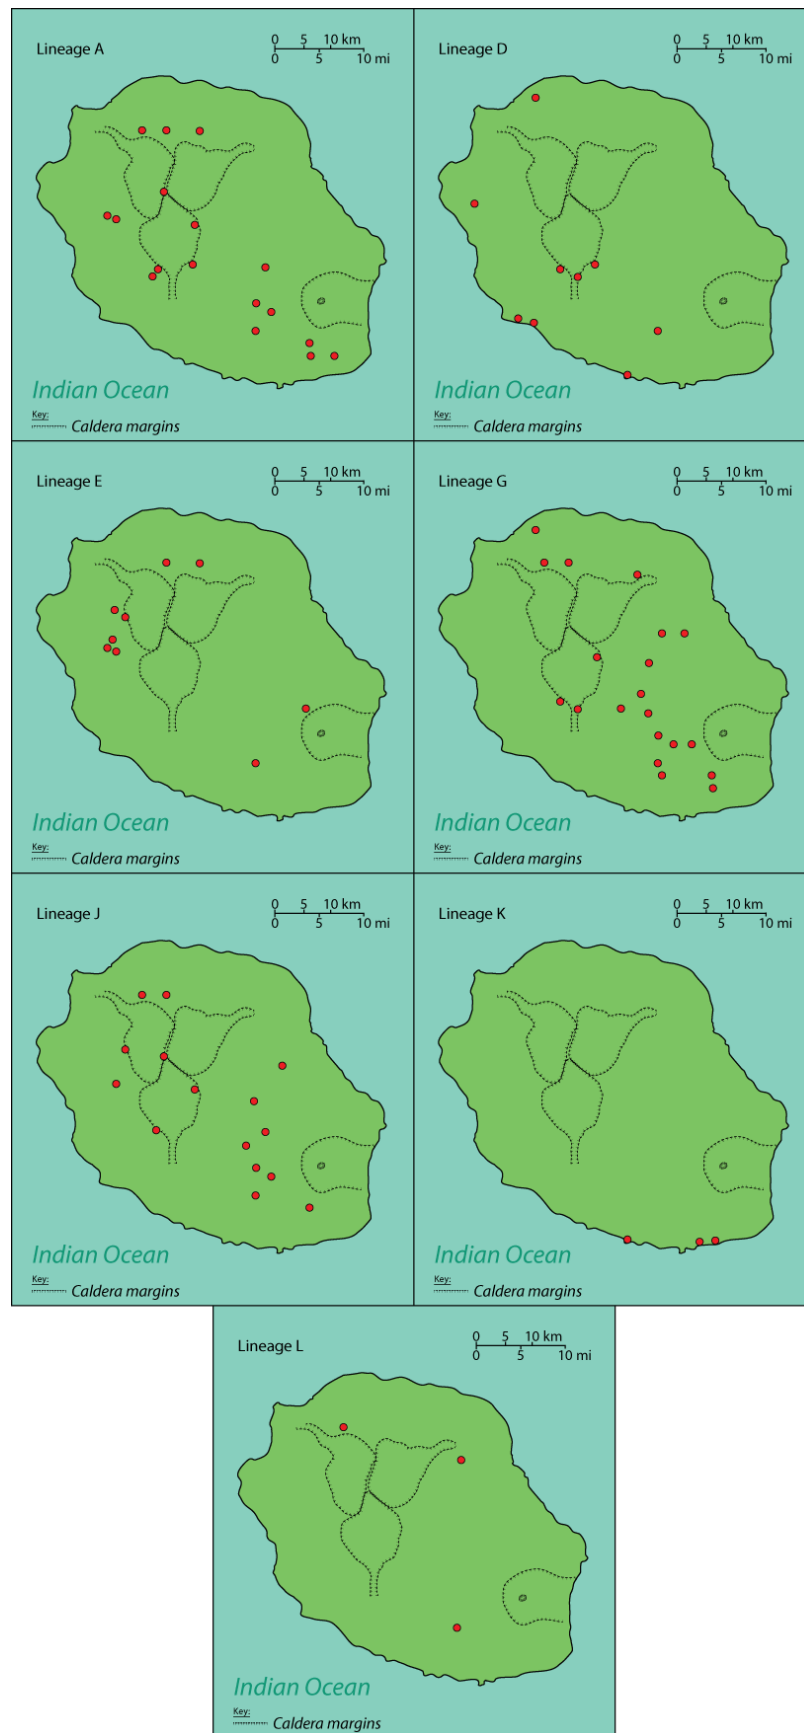 Lineage A
0 5 10 km
0 5 10 mi
Indian Ocean
Key:
Caldera margins
Lineage D
0 5 10 km
0 5 10 mi
Indian Ocean
Key:
Caldera margins
Lineage E
0 5 10 km
0 5 10 mi
Indian Ocean
Key:
Caldera margins
Lineage G
0 5 10 km
0 5 10 mi
Indian Ocean
Key:
Caldera margins
Lineage J
0 5 10 km
0 5 10 mi
Indian Ocean
Key:
Caldera margins
Lineage K
0 5 10 km
0 5 10 mi
Indian Ocean
Key:
Caldera margins
Lineage L
0 5 10 km
0 5 10 mi
Indian Ocean
Key:
Caldera margins